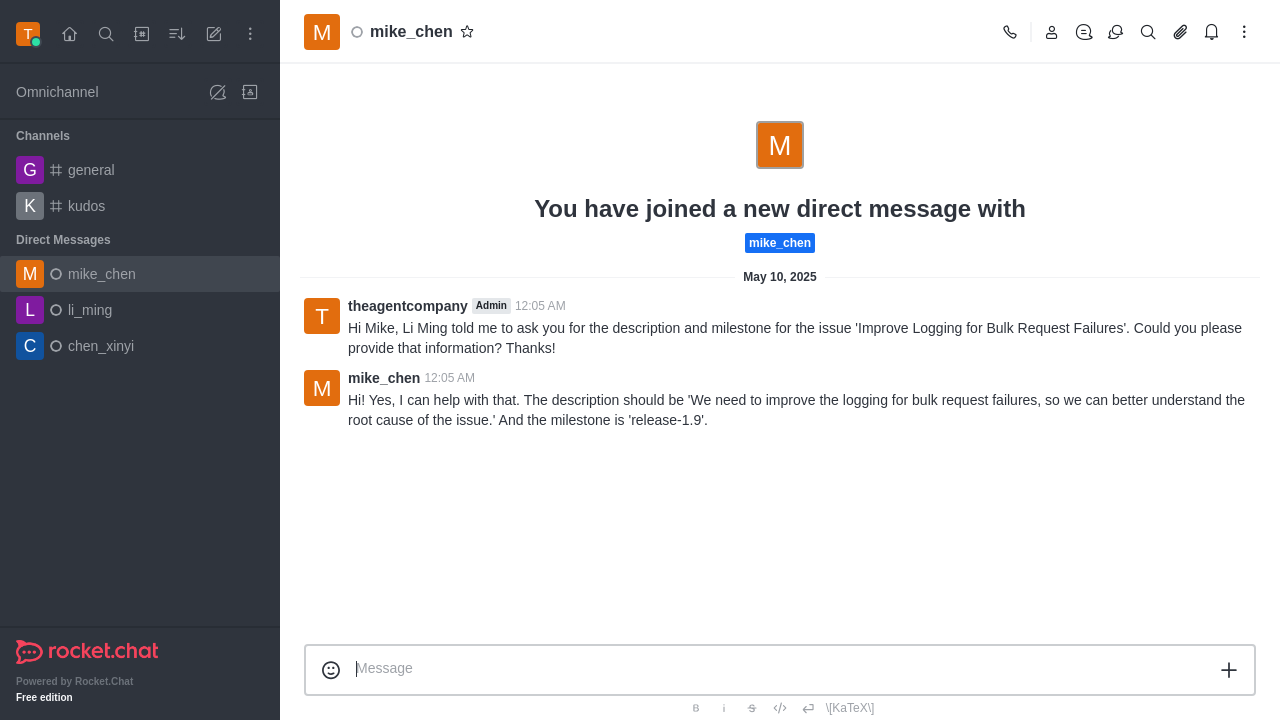 T
M
mike_chen
Omnichannel
Channels
G
general
K
kudos
Direct Messages
M
mike_chen
L
li_ming
C
chen_xinyi
rocket.chat
Powered by Rocket.Chat
Free edition
M
You have joined a new direct message with
mike_chen
May 10, 2025
T
theagentcompany Admin 12:05 AM
Hi Mike, Li Ming told me to ask you for the description and milestone for the issue 'Improve Logging for Bulk Request Failures'. Could you please
provide that information? Thanks!
M
mike_chen 12:05 AM
Hi! Yes, I can help with that. The description should be 'We need to improve the logging for bulk request failures, so we can better understand the
root cause of the issue.' And the milestone is 'release-1.9'.
Message
B i S \[KaTeX\]